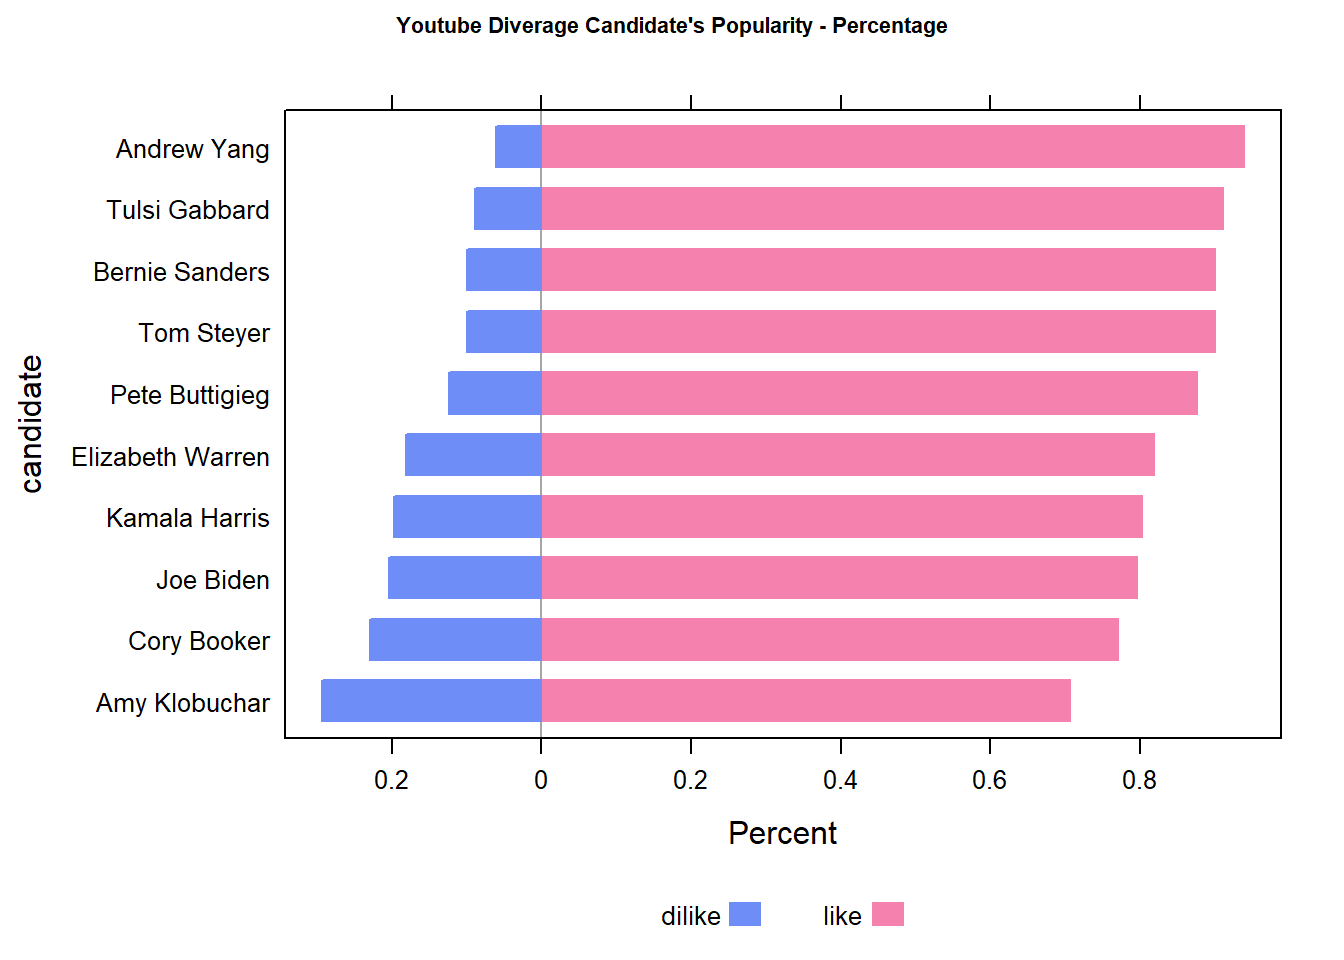 Youtube Diverage Candidate's Popularity - Percentage
Andrew Yang
Tulsi Gabbard
Bernie Sanders
Tom Steyer
Pete Buttigieg
Elizabeth Warren
Kamala Harris
Joe Biden
Cory Booker
Amy Klobuchar
candidate
0.2 0 0.2 0.4 0.6 0.8
Percent
dilike like